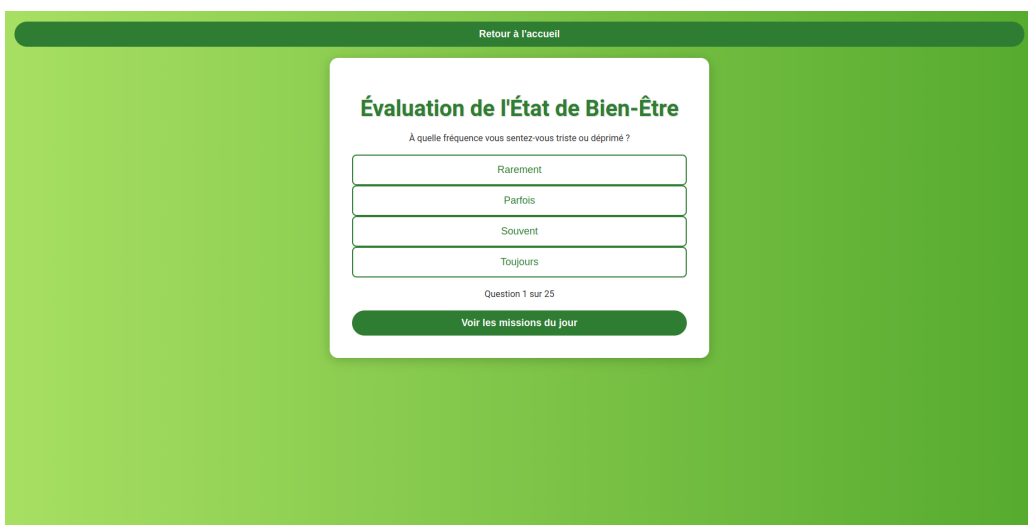 Retour à l'accueil
Évaluation de l'État de Bien-Être
À quelle fréquence vous sentez-vous triste ou déprimé ?
Rarement
Parfois
Souvent
Toujours
Question 1 sur 25
Voir les missions du jour